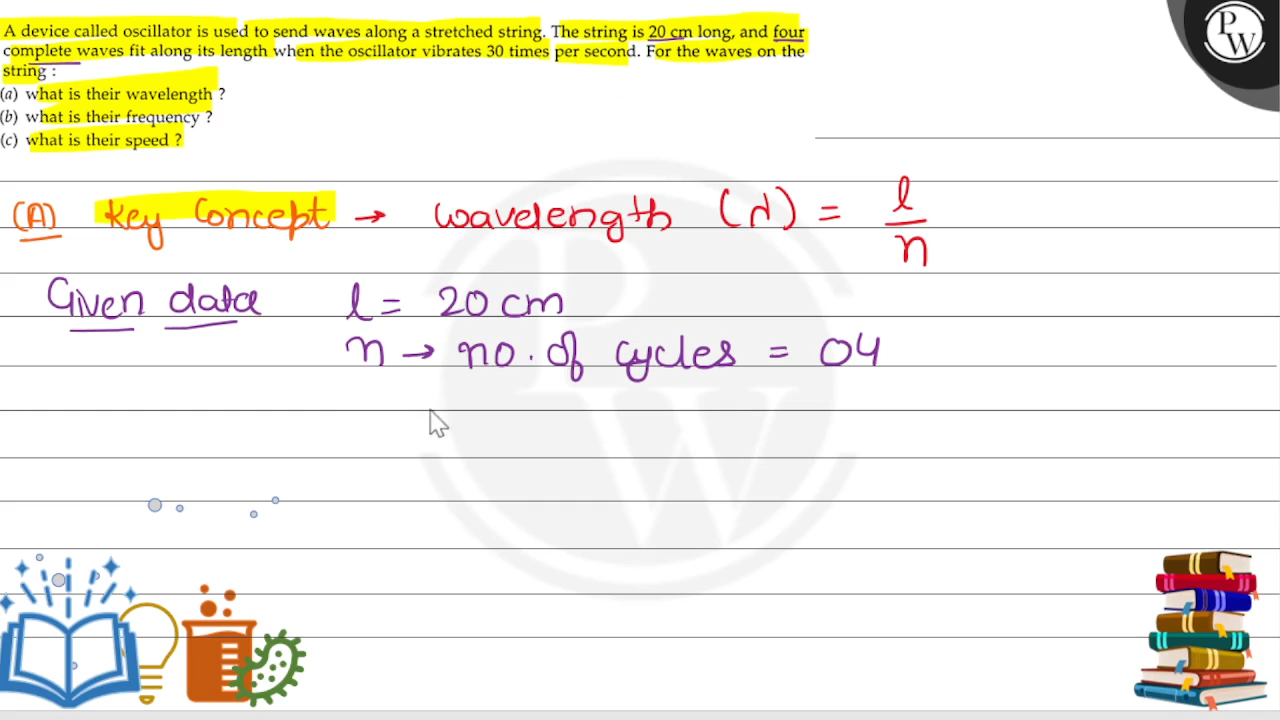 A device called oscillator is used to send waves along a stretched string. The string is 20 cm long, and four
complete waves fit along its length when the oscillator vibrates 30 times per second. For the waves on the
string :
(a) what is their wavelength ?
(b) what is their frequency ?
(c) what is their speed ?
PW
(A) Key Concept → wavelength (λ) = l/n
Given data l = 20 cm
n → no. of cycles = 04
PW